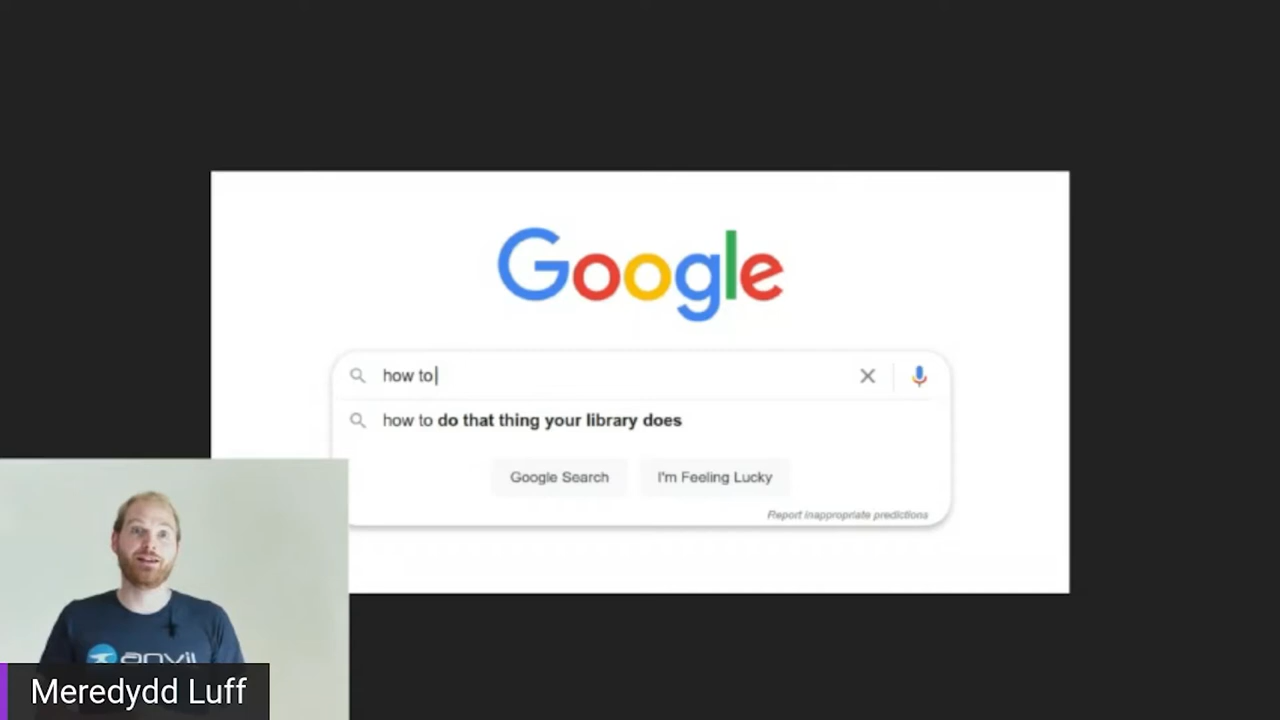 Google
how to
how to do that thing your library does
Google Search
I'm Feeling Lucky
Report inappropriate predictions
anvil
Meredydd Luff